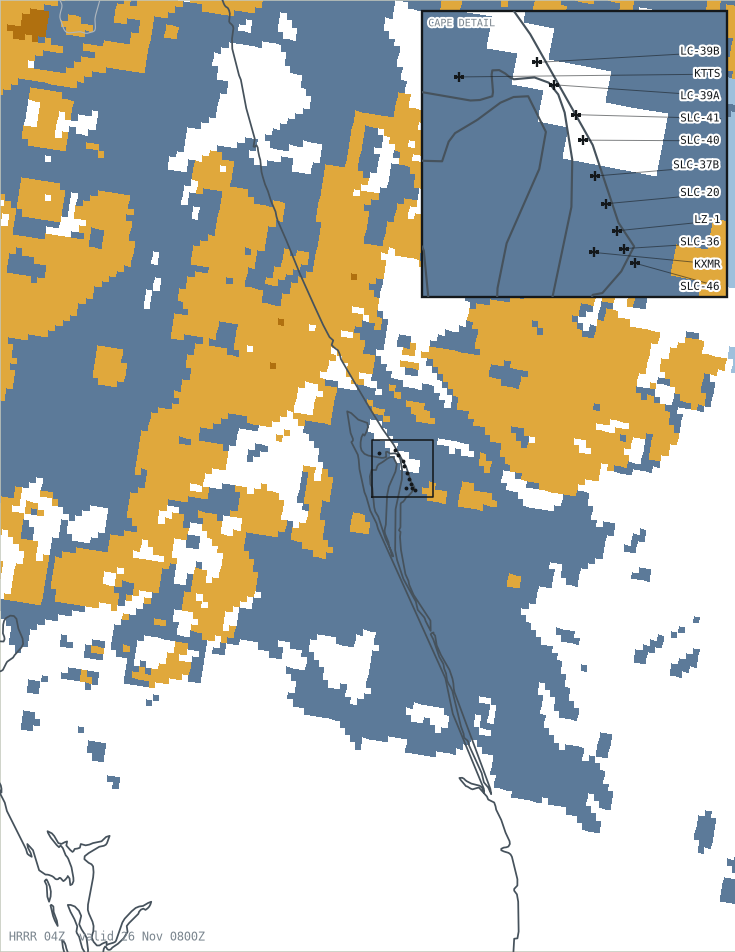 CAPE DETAIL
LC-39B
KTTS
LC-39A
SLC-41
SLC-40
SLC-37B
SLC-20
LZ-1
SLC-36
KXMR
SLC-46
HRRR 04Z valid 26 Nov 0800Z